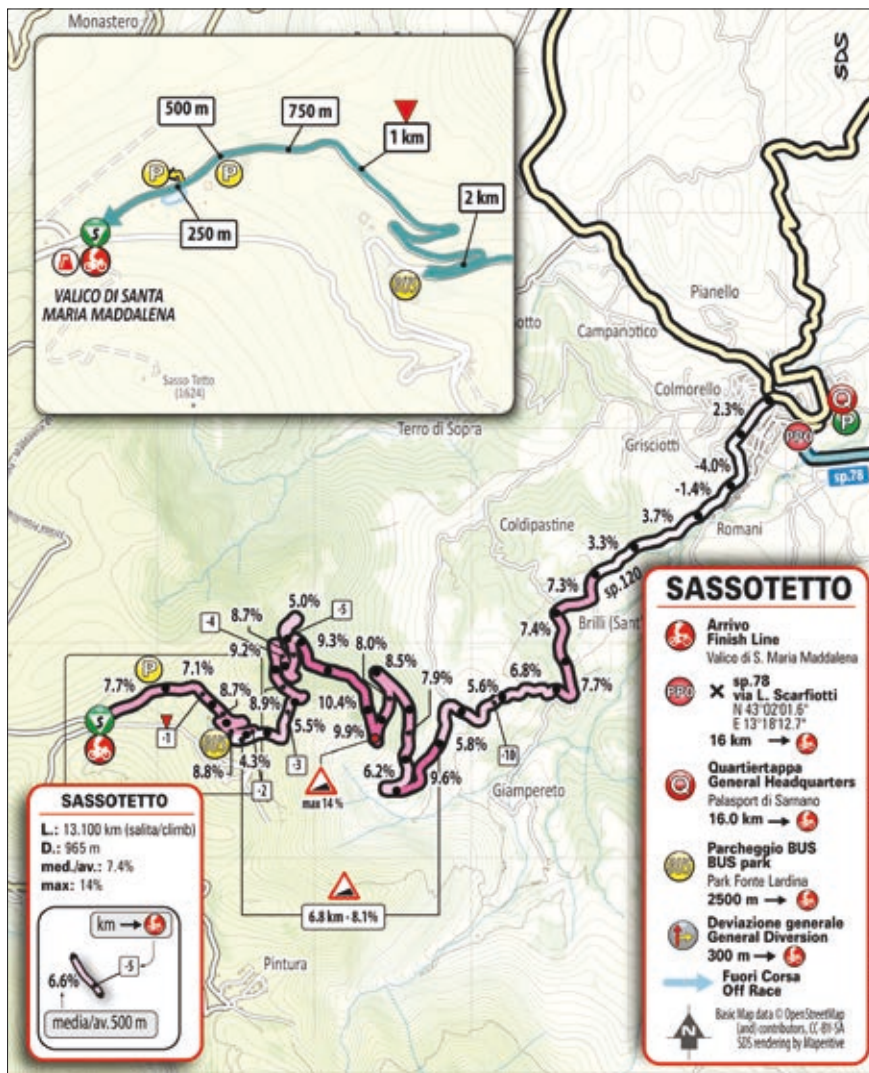 Monastero
SDS
500 m
750 m
1 km
2 km
P
P
250 m
BUS
S
VALICO DI SANTA
MARIA MADDALENA
Sasso Tetto
(1624)
Pianello
Campanotico
Colmorello
2.3%
Q
P
PPO
sp.78
Terro di Sopra
Grisciotti
-4.0%
-1.4%
Romani
3.7%
Coldipastine
3.3%
sp.120
7.3%
Brilli (Sant'
7.4%
7.7%
6.8%
5.6%
-10
5.8%
5.0%
-5
8.7%
-4
9.3%
8.0%
8.5%
9.2%
7.9%
P
7.1%
7.7%
8.7%
8.9%
10.4%
S
-1
5.5%
9.9%
BUS
-3
8.8%
4.3%
-2
6.2%
9.6%
max 14 %
Giampereto
6.8 km - 8.1%
Pintura
SASSOTETTO
L.: 13.100 km (salita/climb)
D.: 965 m
med./av.: 7.4%
max: 14%
km
-5
6.6%
media/av.500 m
SASSOTETTO
Arrivo
Finish Line
Valico di S. Maria Maddalena
PPO
sp.78
via L. Scarfiotti
N 43°02'01.6"
E 13°18'12.7"
16 km
Q
Quartiertappa
General Headquarters
Palasport di Sarnano
16.0 km
BUS
Parcheggio BUS
BUS park
Park Fonte Lardina
2500 m
Deviazione generale
General Diversion
300 m
Fuori Corsa
Off Race
N
Basic Map data © OpenStreetMap
(and) contributors, CC-BY-SA
SDS rendering by Maperitive